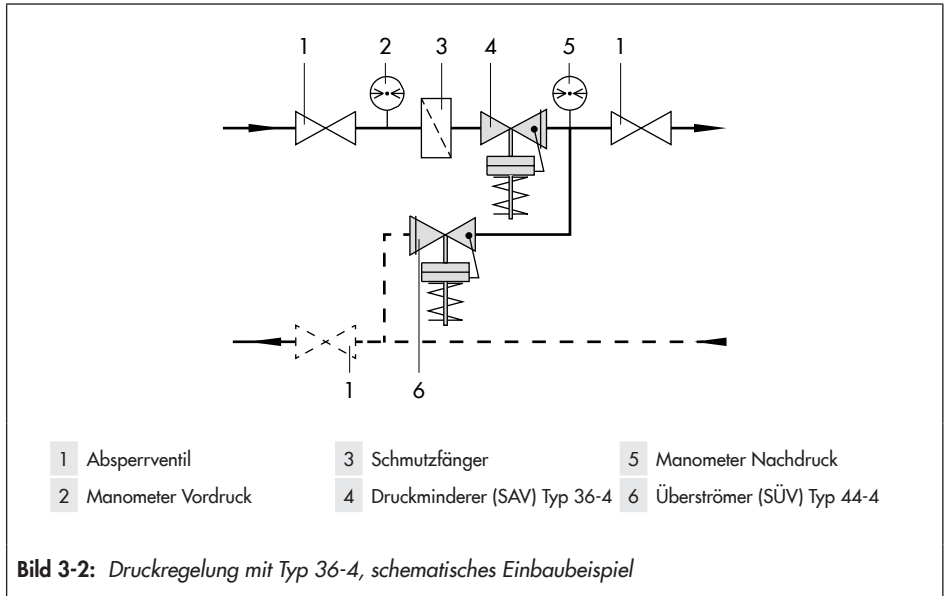 1 2 3 4 5 1
1 6
1 Absperrventil
2 Manometer Vordruck
3 Schmutzfänger
4 Druckminderer (SAV) Typ 36-4
5 Manometer Nachdruck
6 Überströmer (SÜV) Typ 44-4
Bild 3-2: Druckregelung mit Typ 36-4, schematisches Einbaubeispiel